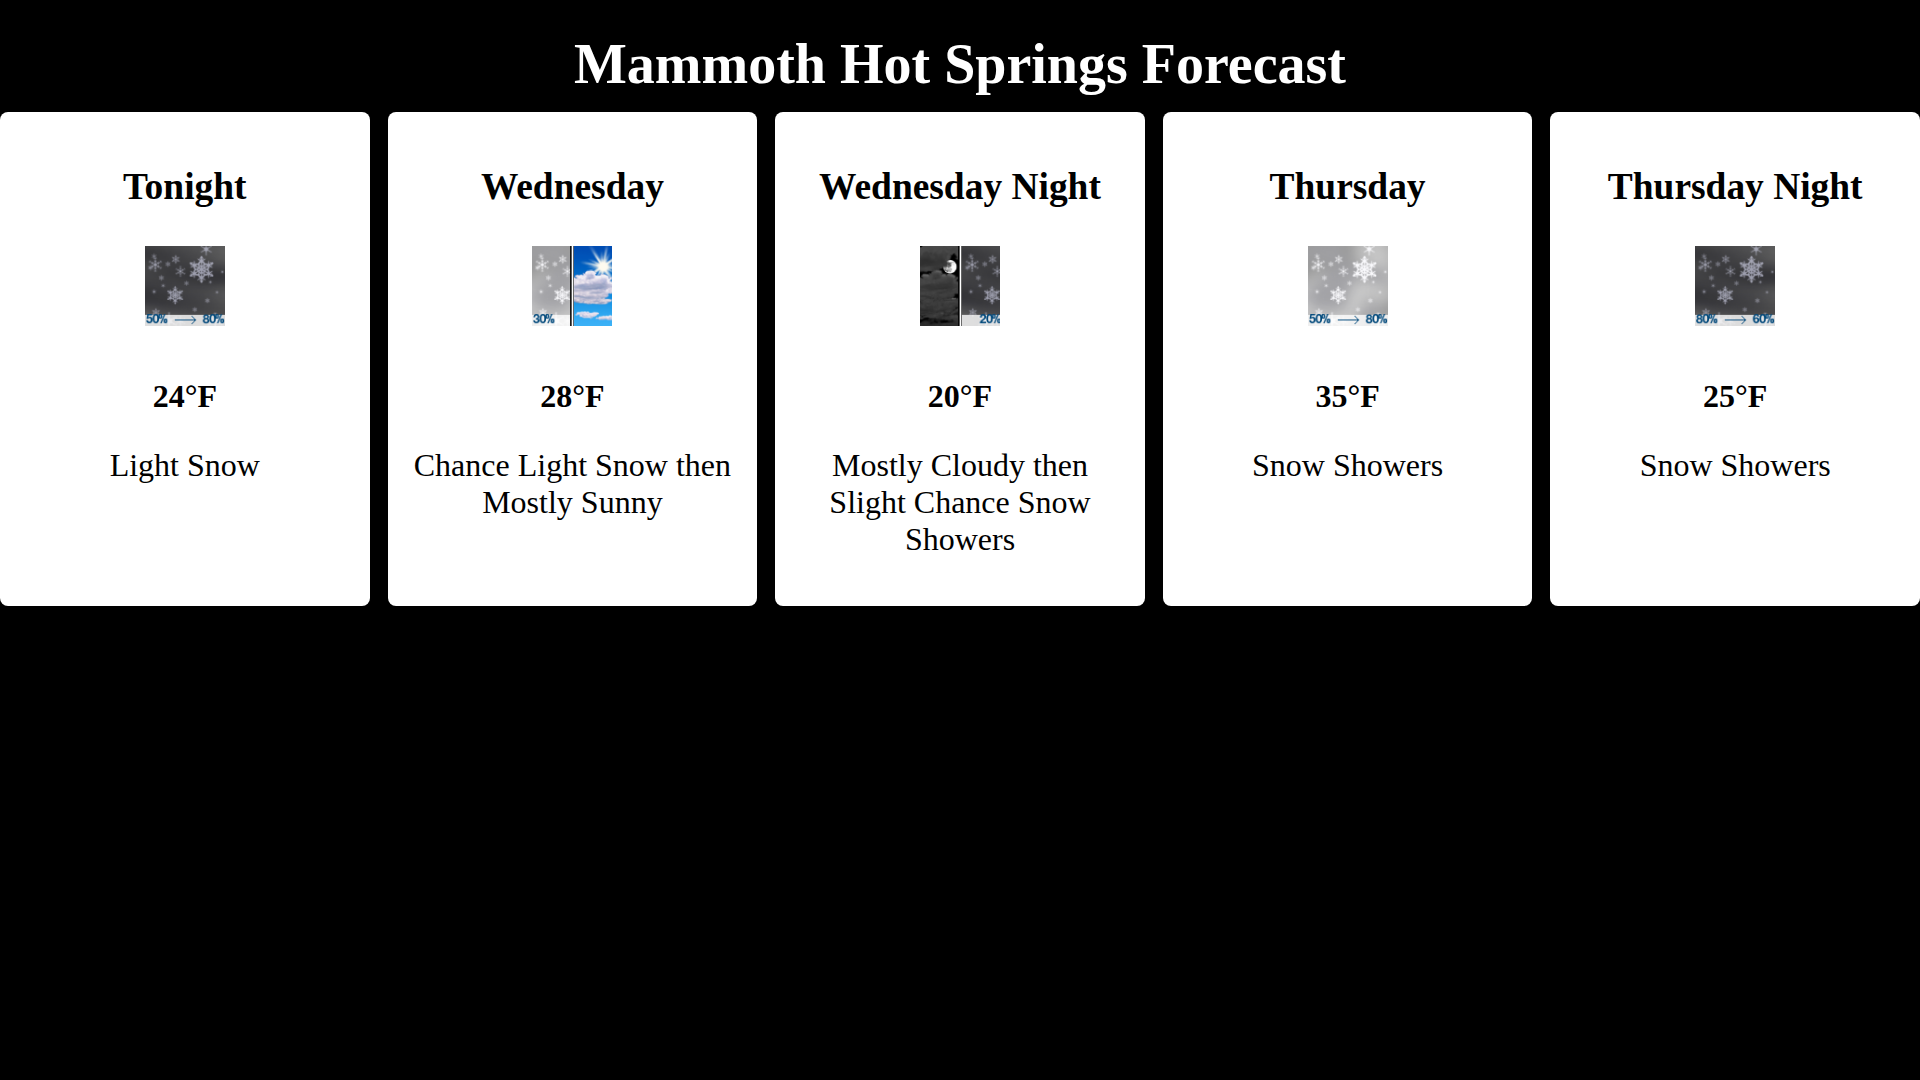 Mammoth Hot Springs Forecast
Tonight
50% → 80%
24°F
Light Snow
Wednesday
30%
28°F
Chance Light Snow then
Mostly Sunny
Wednesday Night
20%
20°F
Mostly Cloudy then
Slight Chance Snow
Showers
Thursday
50% → 80%
35°F
Snow Showers
Thursday Night
80% → 60%
25°F
Snow Showers